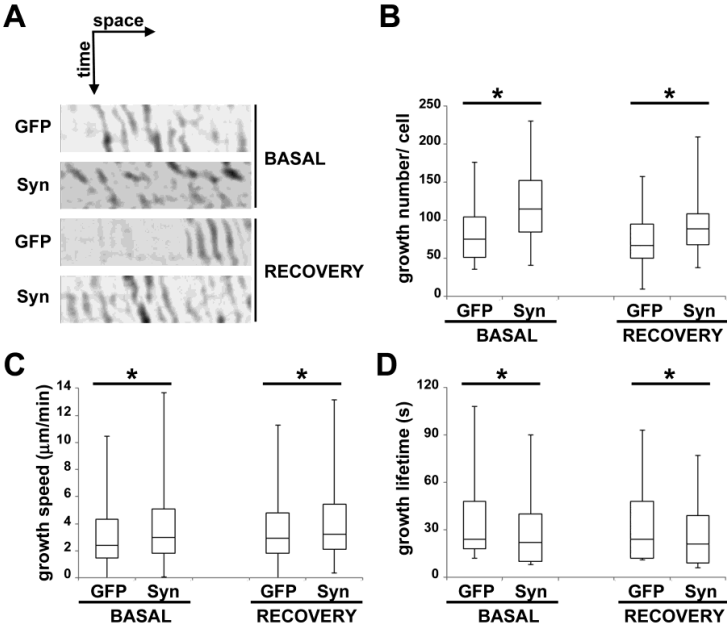 A
space
time
GFP
Syn
BASAL
GFP
Syn
RECOVERY
B
*
*
growth number/ cell
250
200
150
100
50
0
GFP Syn GFP Syn
BASAL RECOVERY
C
*
*
growth speed (μm/min)
14
12
10
8
6
4
2
0
GFP Syn GFP Syn
BASAL RECOVERY
D
*
*
growth lifetime (s)
120
90
60
30
0
GFP Syn GFP Syn
BASAL RECOVERY